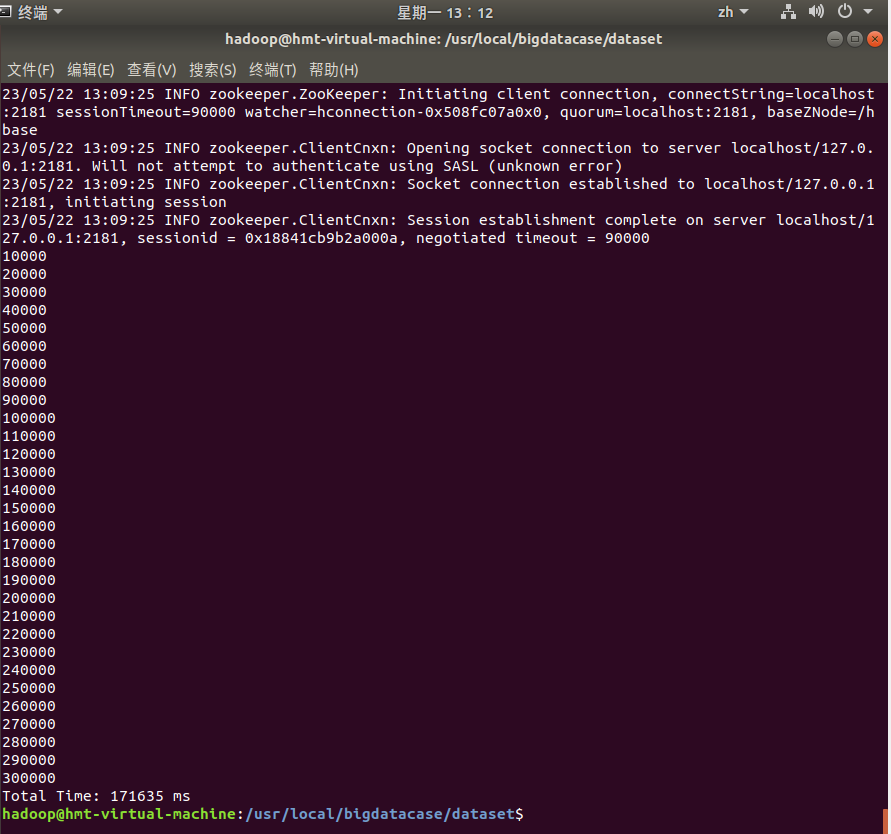 终端 星期一 13：12 zh
hadoop@hmt-virtual-machine: /usr/local/bigdatacase/dataset
文件(F) 编辑(E) 查看(V) 搜索(S) 终端(T) 帮助(H)
23/05/22 13:09:25 INFO zookeeper.ZooKeeper: Initiating client connection, connectString=localhost
:2181 sessionTimeout=90000 watcher=hconnection-0x508fc07a0x0, quorum=localhost:2181, baseZNode=/h
base
23/05/22 13:09:25 INFO zookeeper.ClientCnxn: Opening socket connection to server localhost/127.0.
0.1:2181. Will not attempt to authenticate using SASL (unknown error)
23/05/22 13:09:25 INFO zookeeper.ClientCnxn: Socket connection established to localhost/127.0.0.1
:2181, initiating session
23/05/22 13:09:25 INFO zookeeper.ClientCnxn: Session establishment complete on server localhost/1
27.0.0.1:2181, sessionid = 0x18841cb9b2a000a, negotiated timeout = 90000
10000
20000
30000
40000
50000
60000
70000
80000
90000
100000
110000
120000
130000
140000
150000
160000
170000
180000
190000
200000
210000
220000
230000
240000
250000
260000
270000
280000
290000
300000
Total Time: 171635 ms
hadoop@hmt-virtual-machine:/usr/local/bigdatacase/dataset$